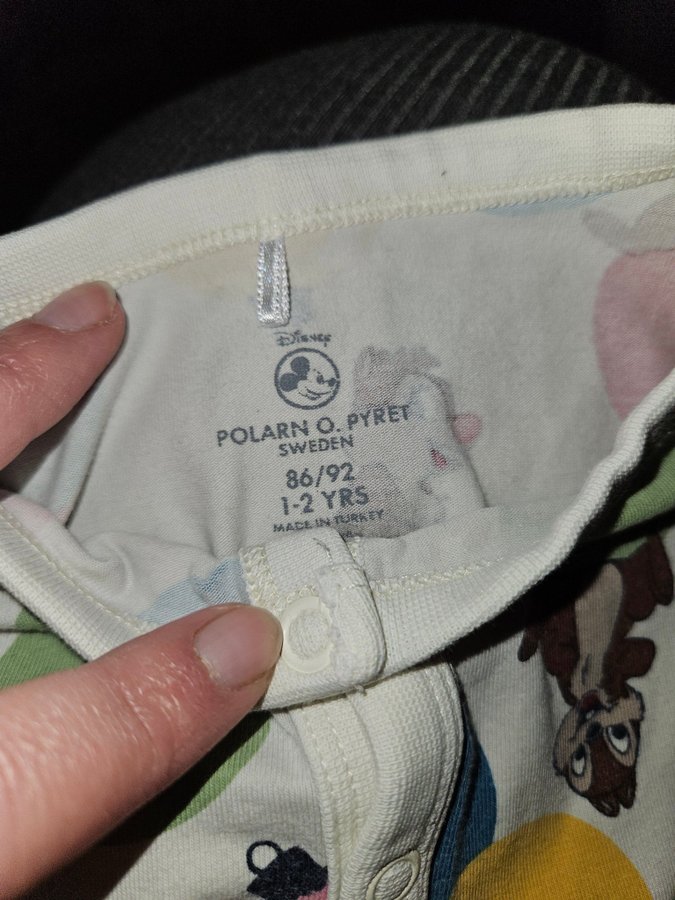 Disney
POLARN O. PYRET
SWEDEN
86/92
1-2 YRS
MADE IN TURKEY